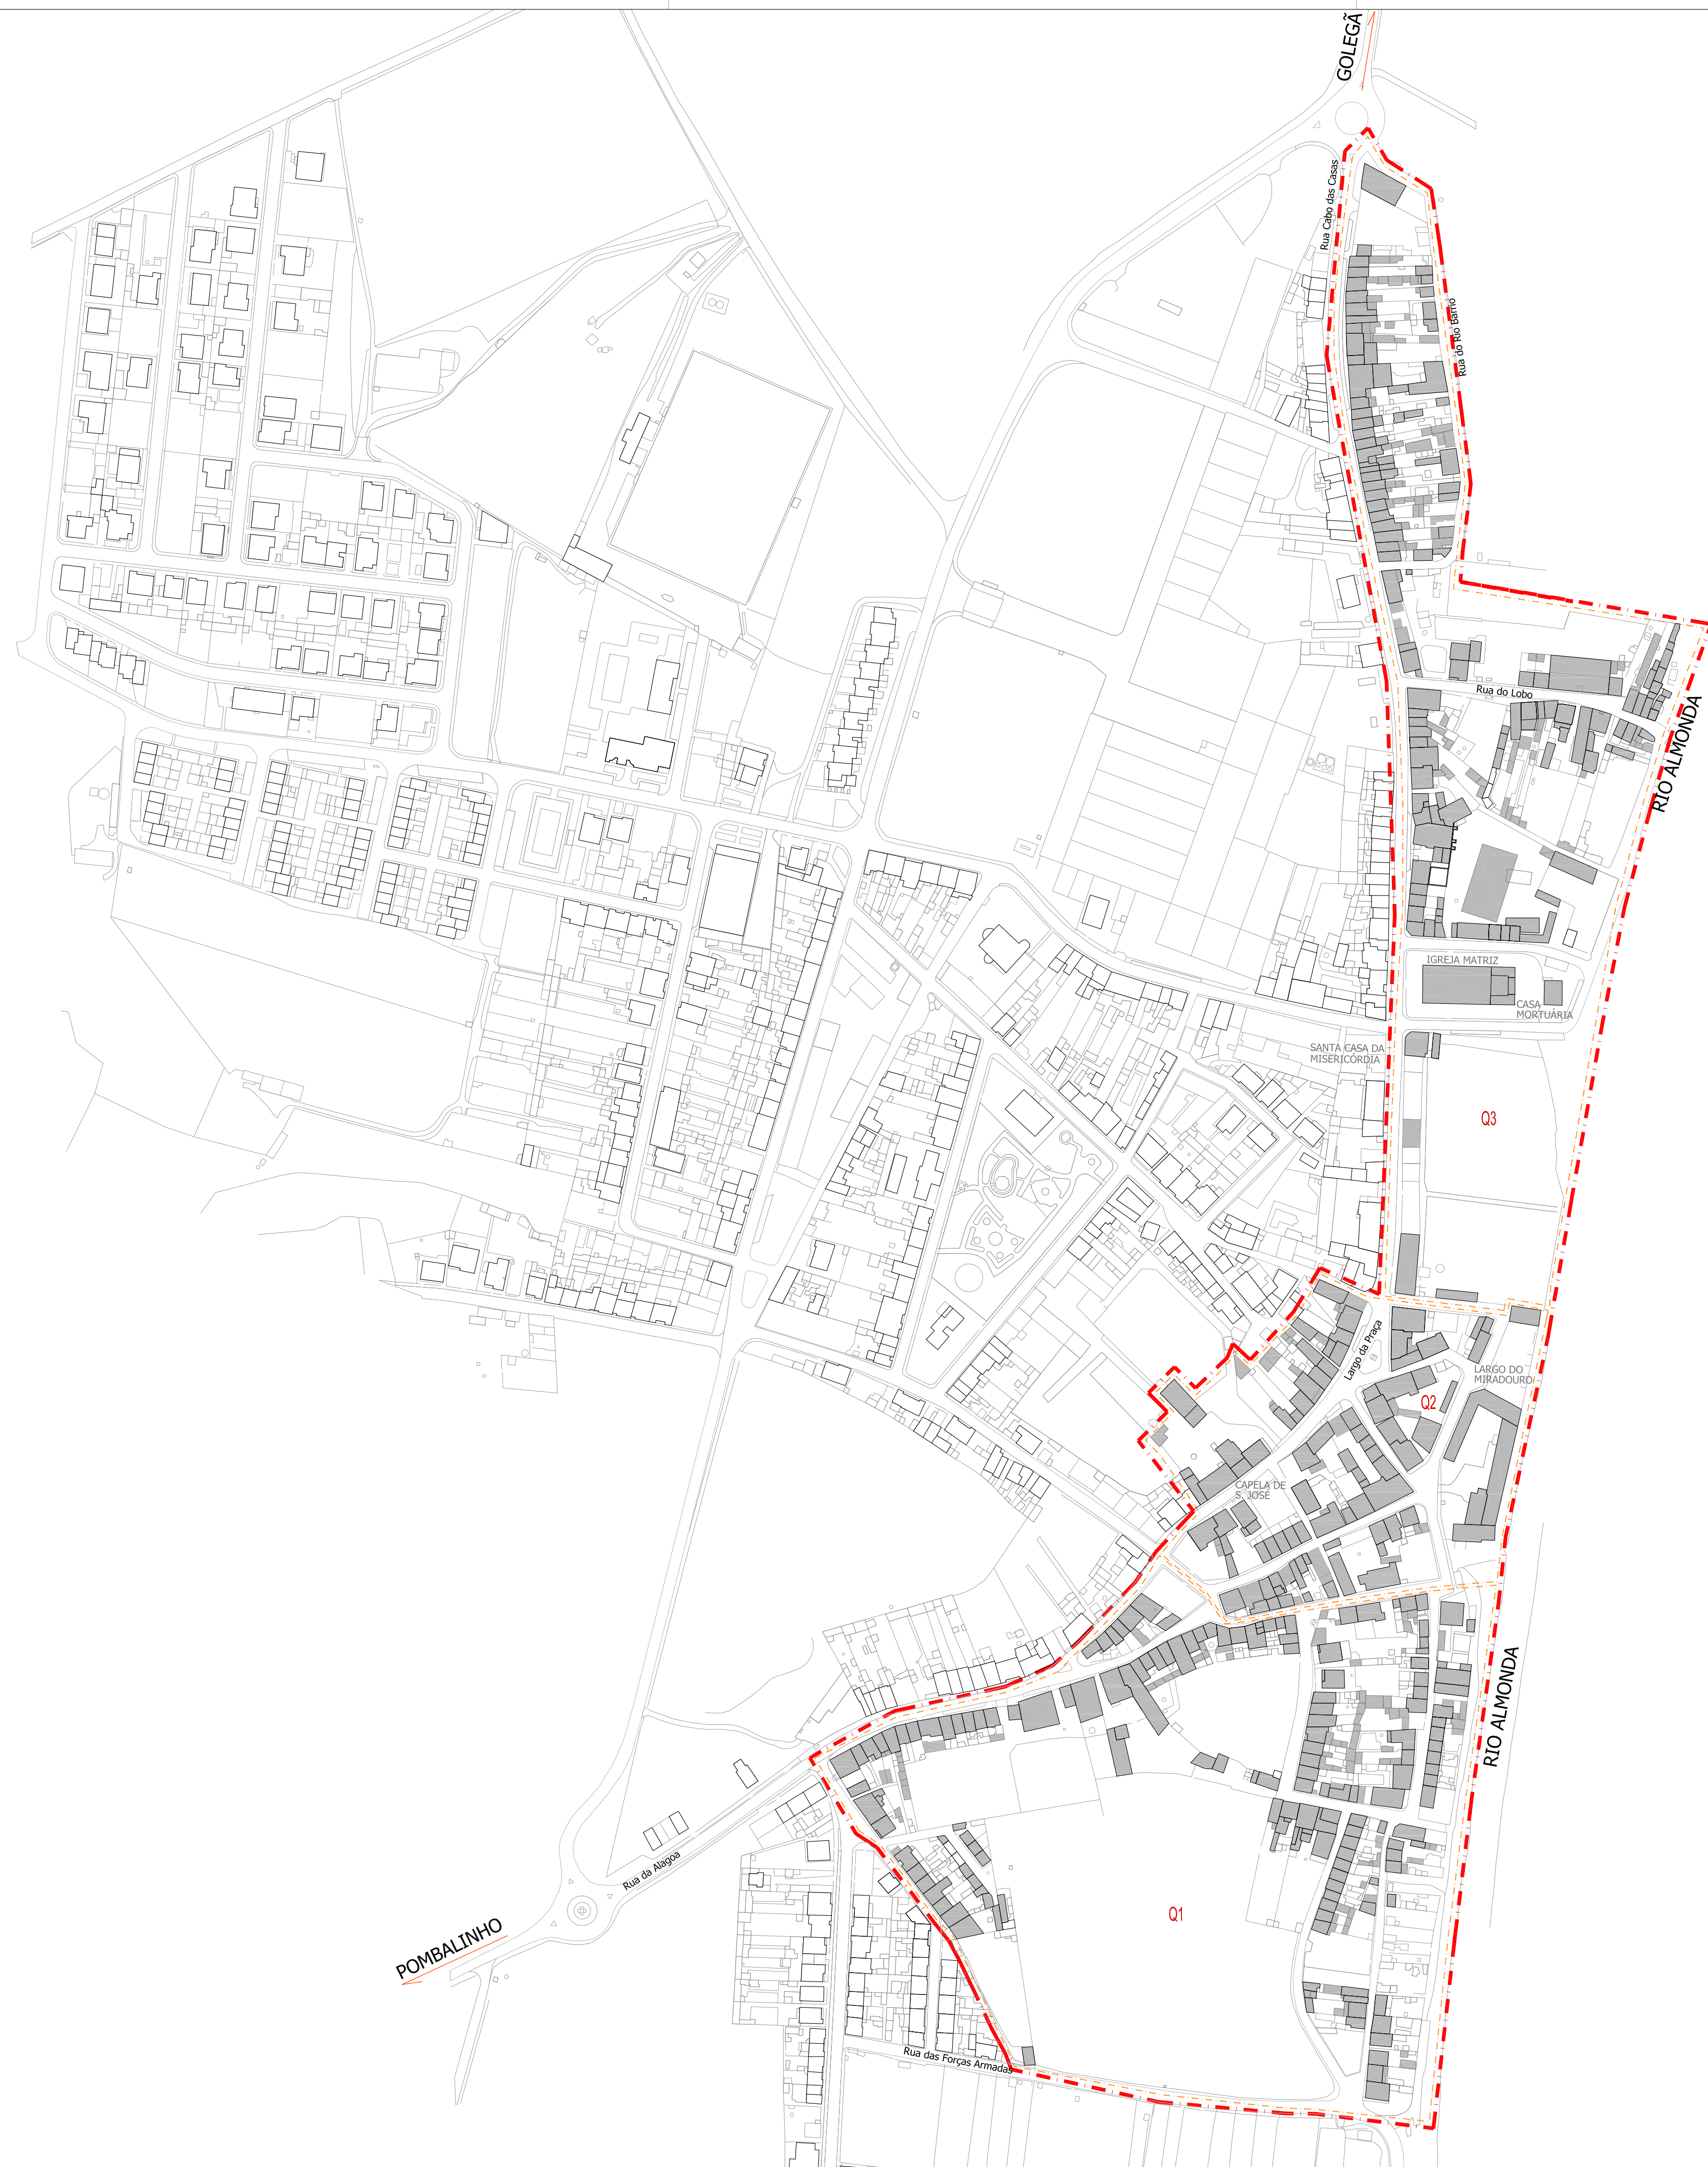 GOLEGÃ
Rua Cabo das Casas
Rua do Rio Barrio
Rua do Lobo
RIO ALMONDA
IGREJA MATRIZ
CASA
MORTUÁRIA
SANTA CASA DA
MISERICÓRDIA
Q3
Largo da Praça
LARGO DO
MIRADOURO
Q2
CAPELA DE
S. JOSÉ
RIO ALMONDA
Rua da Alagoa
Q1
POMBALINHO
Rua das Forças Armadas